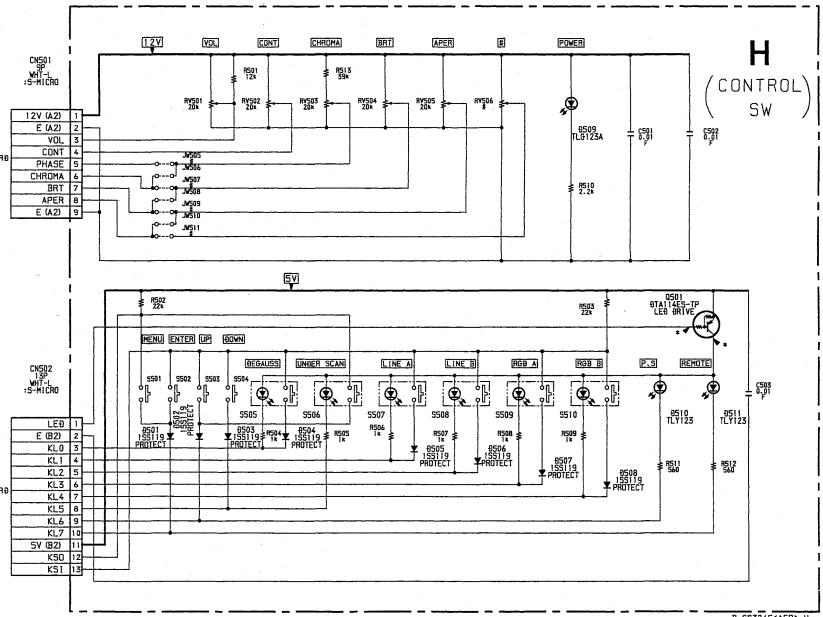 12V
VOL
CONT
CHROMA
BRT
APER
#
POWER
H
(CONTROL SW)
CN501
9P
WHT-L
:S-MICRO
R501
12k
R513
39k
RV501
20k
RV502
20k
RV503
20k
RV504
20k
RV505
20k
RV506
#
D509
TLG123A
C501
0.01
F
C502
0.01
F
R510
2.2k
12V (A2) 1
E (A2) 2
VOL 3
CONT 4
PHASE 5
CHROMA 6
BRT 7
APER 8
E (A2) 9
JW505
#
JW506
JW507
#
JW508
JW509
#
JW510
JW511
#
5V
R502
22k
R503
22k
Q501
DTA114ES-TP
LED DRIVE
*
*
MENU
ENTER
UP
DOWN
DEGAUSS
UNDER SCAN
LINE A
LINE B
RGB A
RGB B
P.S
REMOTE
CN502
13P
WHT-L
:S-MICRO
S501
S502
S503
S504
S505
S506
S507
S508
S509
S510
C503
0.01
F
D501
1SS119
PROTECT
D502
1SS119
PROTECT
D503
1SS119
PROTECT
R504
1k
D504
1SS119
PROTECT
R505
1k
R506
1k
D505
1SS119
PROTECT
R507
1k
D506
1SS119
PROTECT
R508
1k
D507
1SS119
PROTECT
R509
1k
D508
1SS119
PROTECT
D510
TLY123
D511
TLY123
R511
560
R512
560
LED 1
E (B2) 2
KL0 3
KL1 4
KL2 5
KL3 6
KL4 7
KL5 8
KL6 9
KL7 10
5V (B2) 11
KS0 12
KS1 13